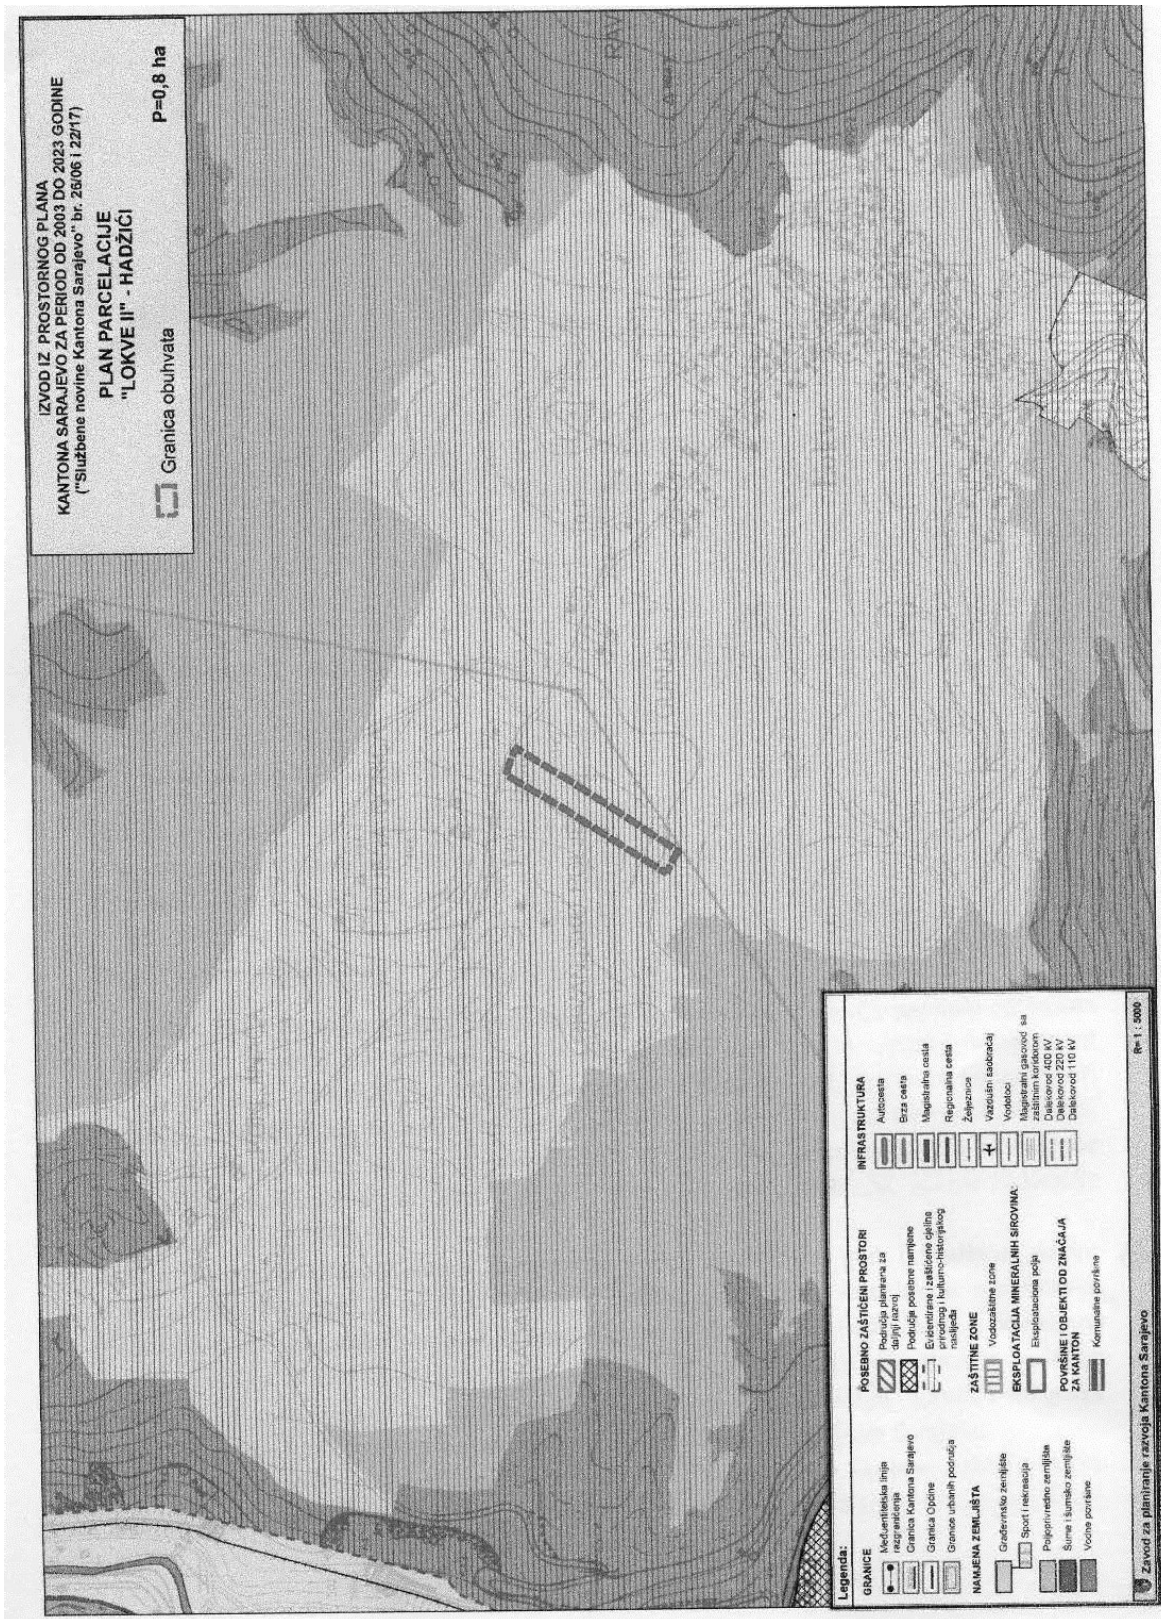 IZVOD IZ PROSTORNOG PLANA
KANTONA SARAJEVO ZA PERIOD OD 2003 DO 2023 GODINE
("Službene novine Kantona Sarajevo" br. 26/06 i 22/17)
PLAN PARCELACIJE
"LOKVE II" - HADŽIĆI
Granica obuhvata
P=0,8 ha
RAV
Legenda:
GRANICE
Međuentitetska linija
razgraničenja
Granica Kantona Sarajevo
Granica Općine
Granice urbanih područja
NAMJENA ZEMLJIŠTA
Građevinsko zemljište
Sport i rekreacija
Poljoprivredno zemljište
Šume i šumsko zemljište
Vodne površine
POSEBNO ZAŠTIĆENI PROSTORI
Područja planirana za
daljnji razvoj
Područja posebne namjene
Evidentirane i zaštićene cjeline
prirodnog i kulturno-historijskog
naslijeđa
ZAŠTITNE ZONE
Vodozaštitne zone
EKSPLOATACIJA MINERALNIH SIROVINA:
Eksploataciona polja
POVRŠINE I OBJEKTI OD ZNAČAJA
ZA KANTON
Komunalne površine
INFRASTRUKTURA
Autocesta
Brza cesta
Magistralna cesta
Regionalna cesta
Željeznice
Vazdušni saobraćaj
Vodotoci
Magistralni gasovod sa
zaštitnim koridorom
Dalekovod 400 kV
Dalekovod 220 kV
Dalekovod 110 kV
Zavod za planiranje razvoja Kantona Sarajevo
R= 1 : 5000